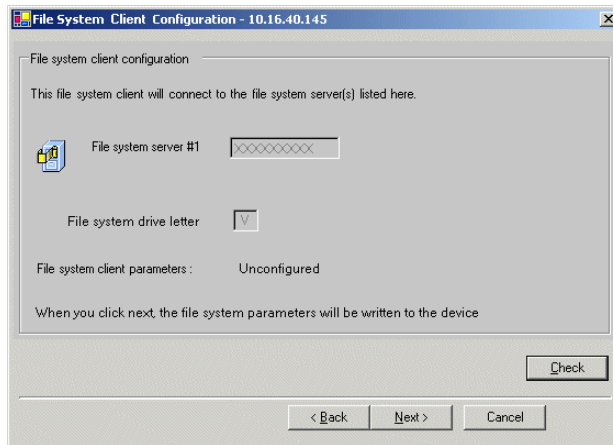 File System Client Configuration - 10.16.40.145
File system client configuration
This file system client will connect to the file system server(s) listed here.
File system server #1 XXXXXXXXXX
File system drive letter V
File system client parameters : Unconfigured
When you click next, the file system parameters will be written to the device
Check
< Back Next > Cancel